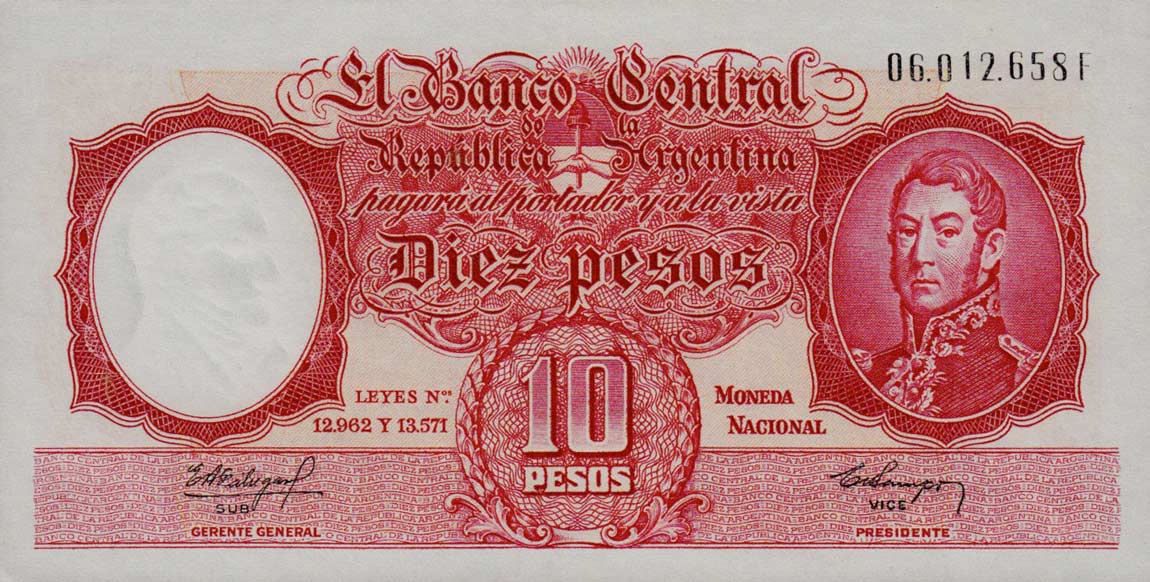 06.012.658F
El Banco Central
de la
República Argentina
pagará al portador y a la vista
Diez pesos
LEYES Nos. 
12.962 Y 13.571
10
PESOS
MONEDA
NACIONAL
SUB
GERENTE GENERAL
VICE
PRESIDENTE